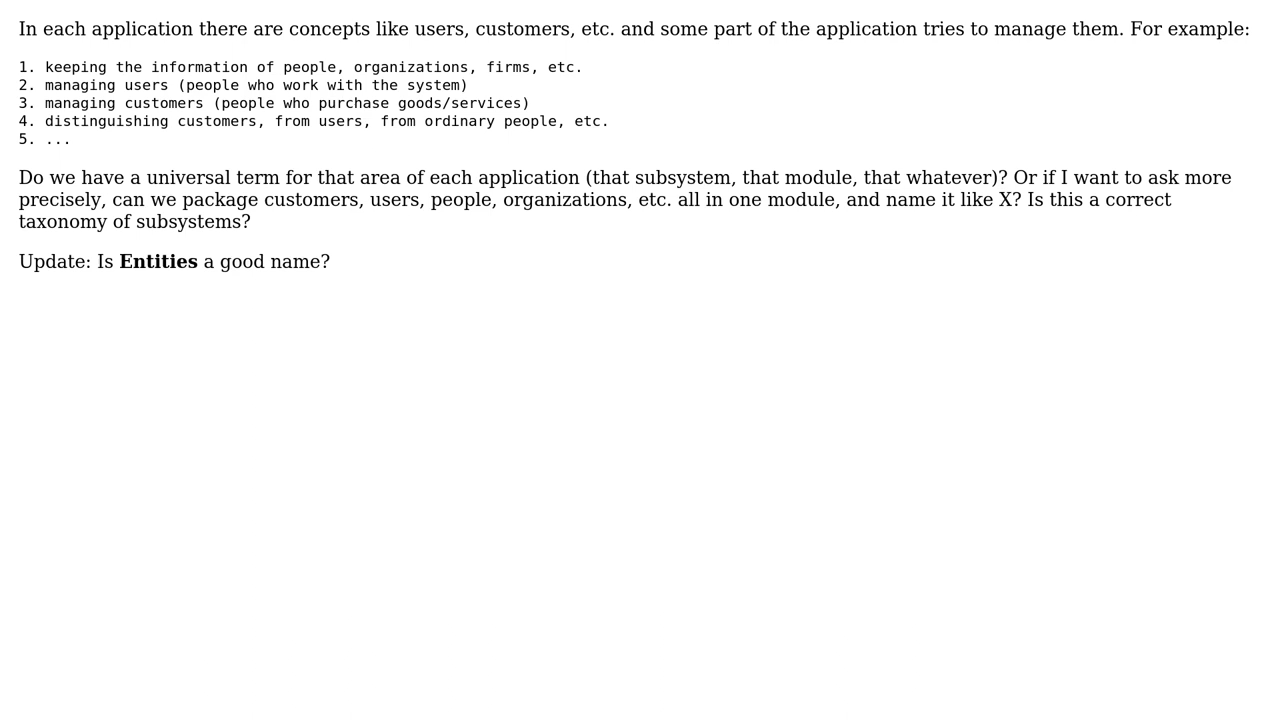 In each application there are concepts like users, customers, etc. and some part of the application tries to manage them. For example:
1. keeping the information of people, organizations, firms, etc.
2. managing users (people who work with the system)
3. managing customers (people who purchase goods/services)
4. distinguishing customers, from users, from ordinary people, etc.
5. ...
Do we have a universal term for that area of each application (that subsystem, that module, that whatever)? Or if I want to ask more
precisely, can we package customers, users, people, organizations, etc. all in one module, and name it like X? Is this a correct
taxonomy of subsystems?
Update: Is Entities a good name?